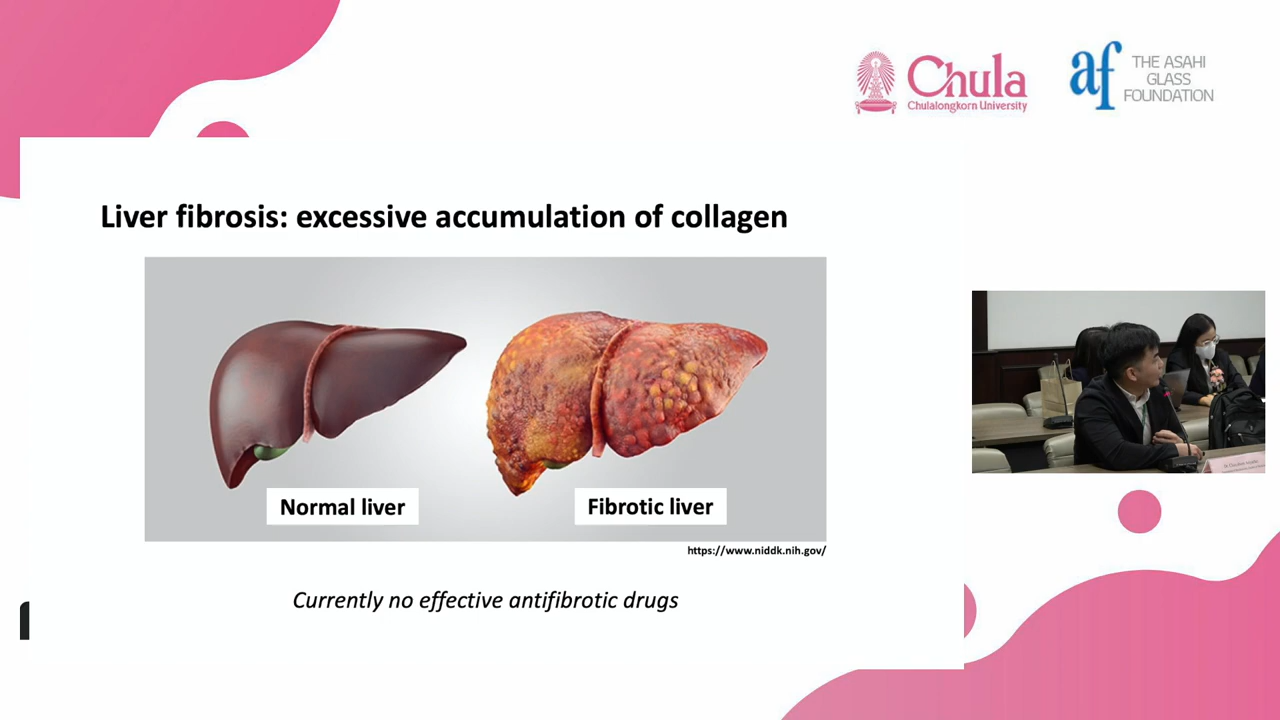 Chula
Chulalongkorn University
af
THE ASAHI
GLASS
FOUNDATION
Liver fibrosis: excessive accumulation of collagen
Normal liver
Fibrotic liver
https://www.niddk.nih.gov/
Currently no effective antifibrotic drugs